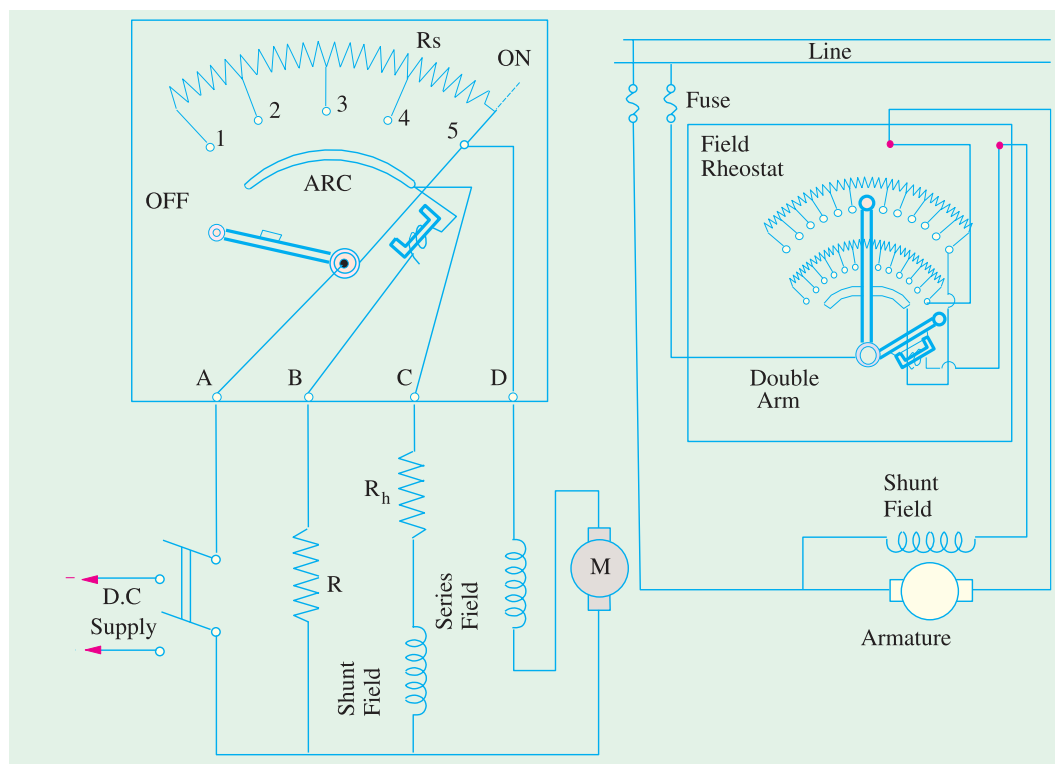 Rs
ON
1
2
3
4
5
ARC
OFF
A
B
C
D
Rh
R
Series
Field
Shunt
Field
M
–
D.C
Supply
Line
Fuse
Field
Rheostat
Double
Arm
Shunt
Field
Armature